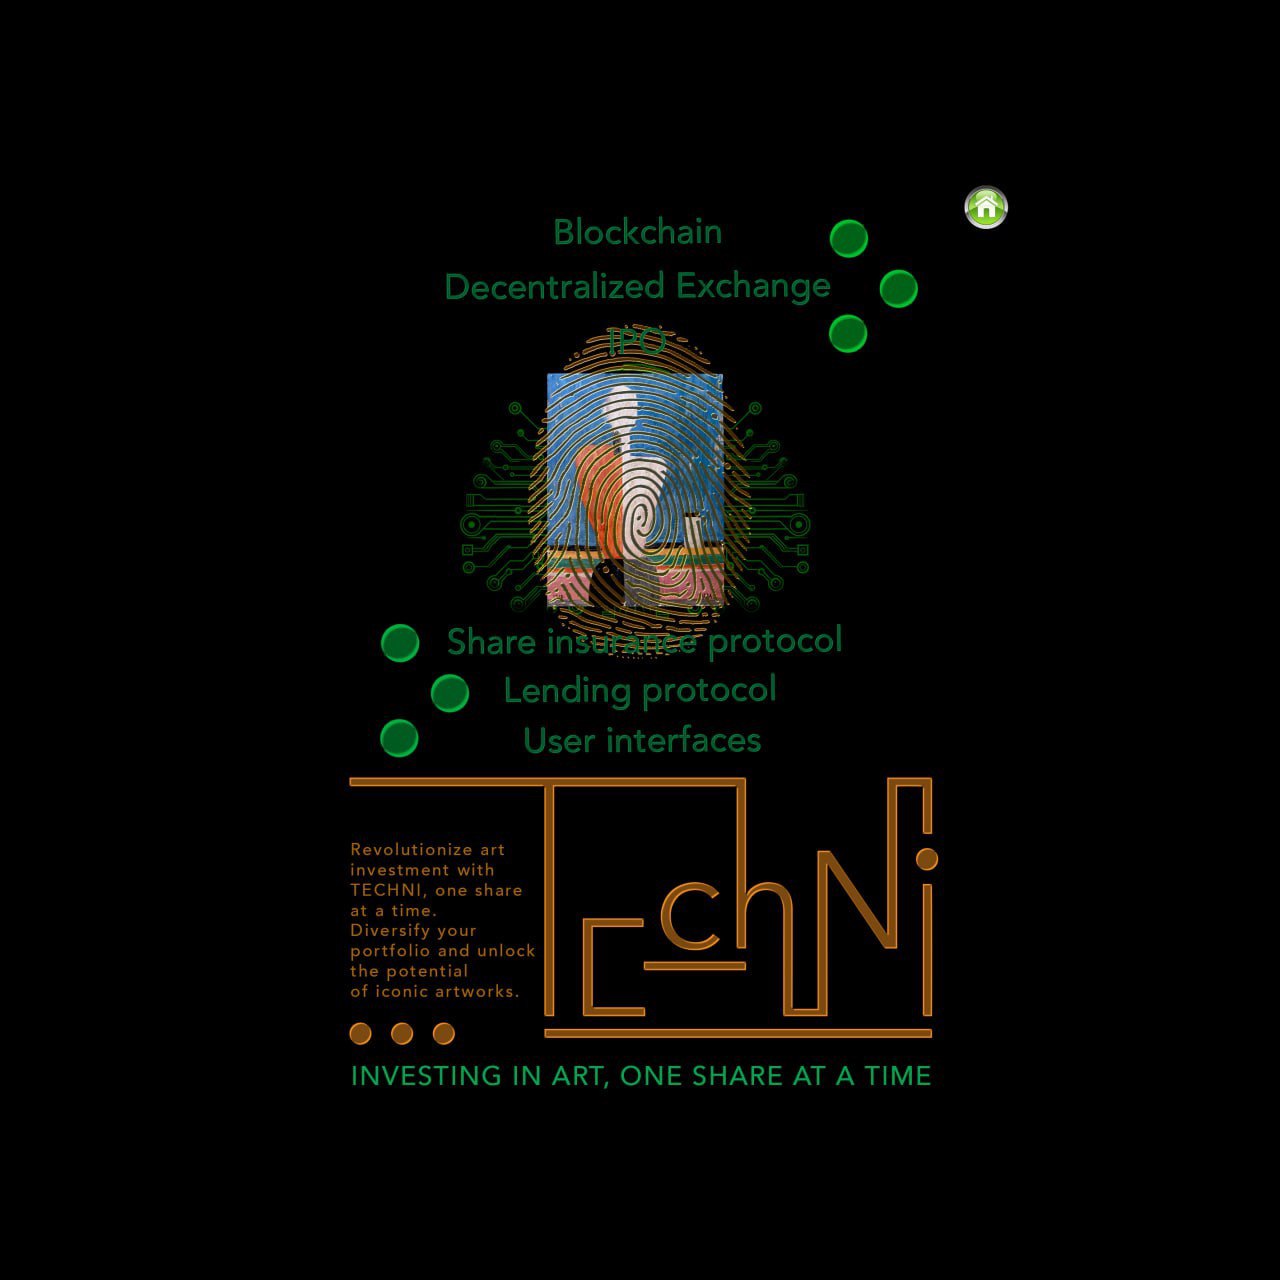 Blockchain
Decentralized Exchange
IPO
Share insurance protocol
Lending protocol
User interfaces
TEchNi
Revolutionize art
investment with
TECHNI, one share
at a time.
Diversify your
portfolio and unlock
the potential
of iconic artworks.
INVESTING IN ART, ONE SHARE AT A TIME